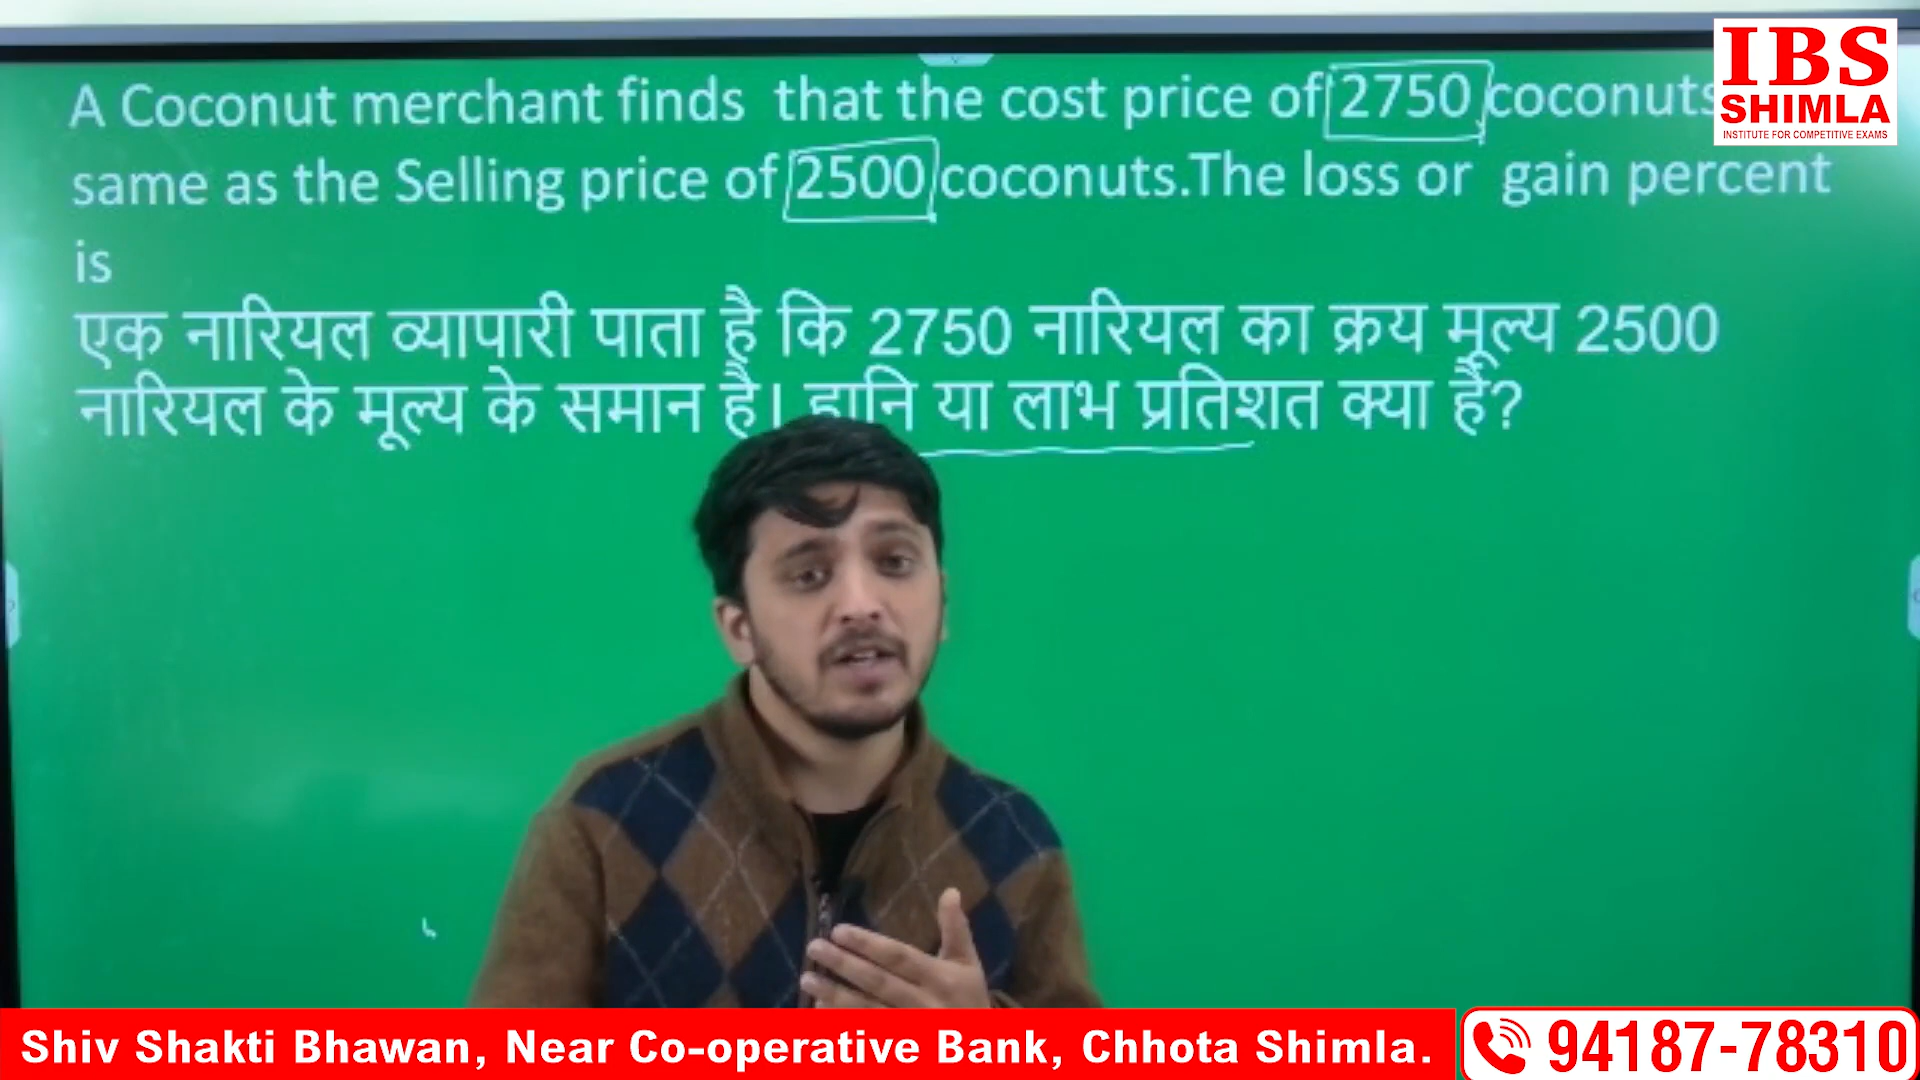 A Coconut merchant finds that the cost price of 2750 coconuts
same as the Selling price of 2500 coconuts.The loss or gain percent
is
एक नारियल व्यापारी पाता है कि 2750 नारियल का क्रय मूल्य 2500
नारियल के मूल्य के समान है। हानि या लाभ प्रतिशत क्या है?
IBS
SHIMLA
INSTITUTE FOR COMPETITIVE EXAMS
Shiv Shakti Bhawan, Near Co-operative Bank, Chhota Shimla.
94187-78310